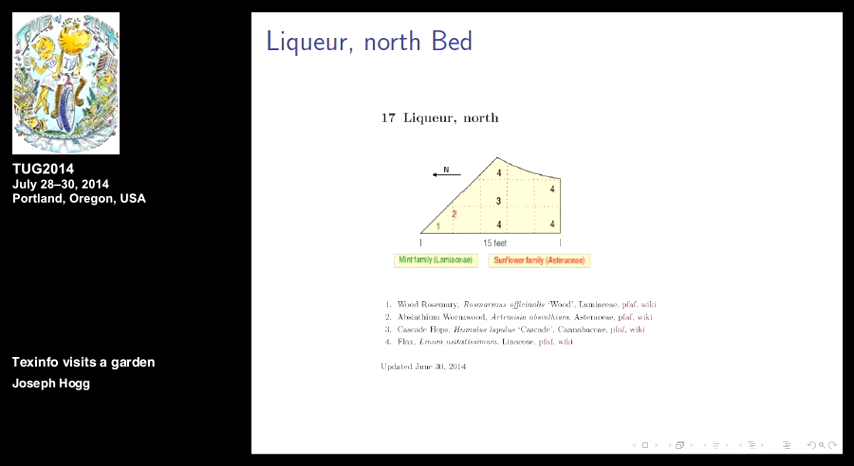 TUG2014
July 28–30, 2014
Portland, Oregon, USA
Texinfo visits a garden
Joseph Hogg
Liqueur, north Bed
17 Liqueur, north
N
4
4
3
2
1
4
4
15 feet
Mint family (Lamiaceae)
Sunflower family (Asteraceae)
1. Wood Rosemary, Rosmarinus officinalis ‘Wood’, Lamiaceae, pfaf, wiki
2. Absinthium Wormwood, Artemisia absinthium, Asteraceae, pfaf, wiki
3. Cascade Hops, Humulus lupulus ‘Cascade’, Cannabaceae, pfaf, wiki
4. Flax, Linum usitatissimum, Linaceae, pfaf, wiki
Updated June 30, 2014